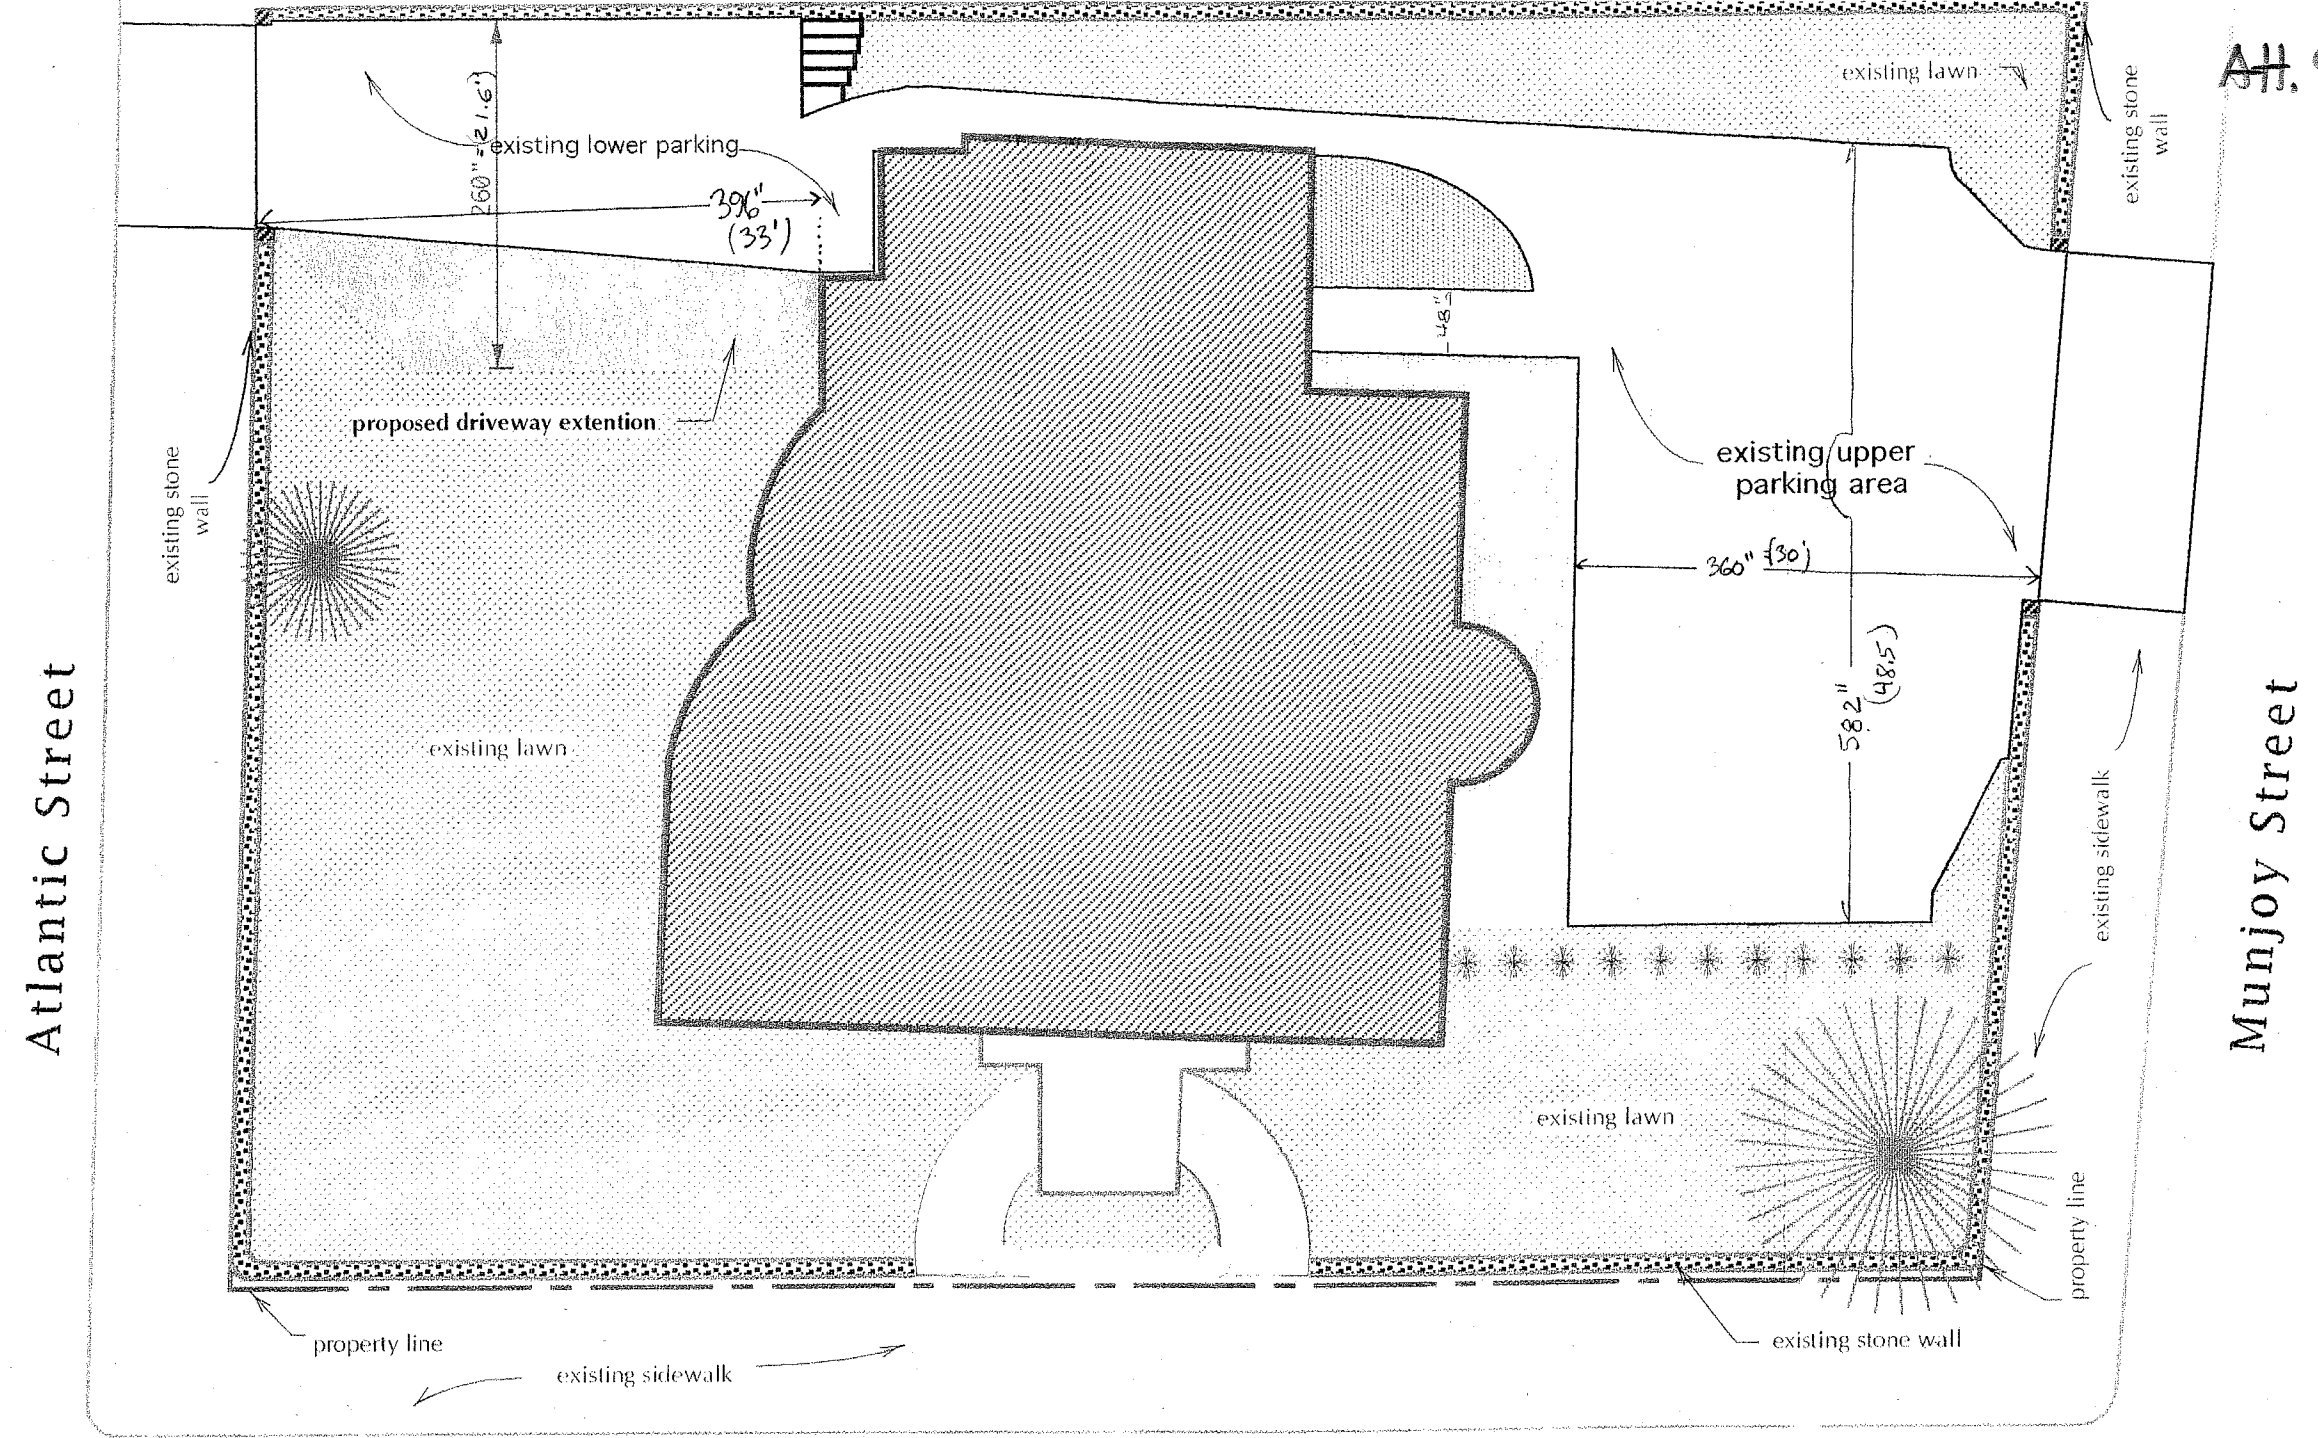 existing lawn
existing stone
wall
AH.
260" = (21.6")
existing lower parking
396"
(33')
48"
proposed driveway extention
existing upper
parking area
existing stone
wall
360" (30')
582"
(48.5)
Atlantic Street
existing lawn
Munjoy Street
existing sidewalk
existing lawn
property line
property line
existing stone wall
existing sidewalk